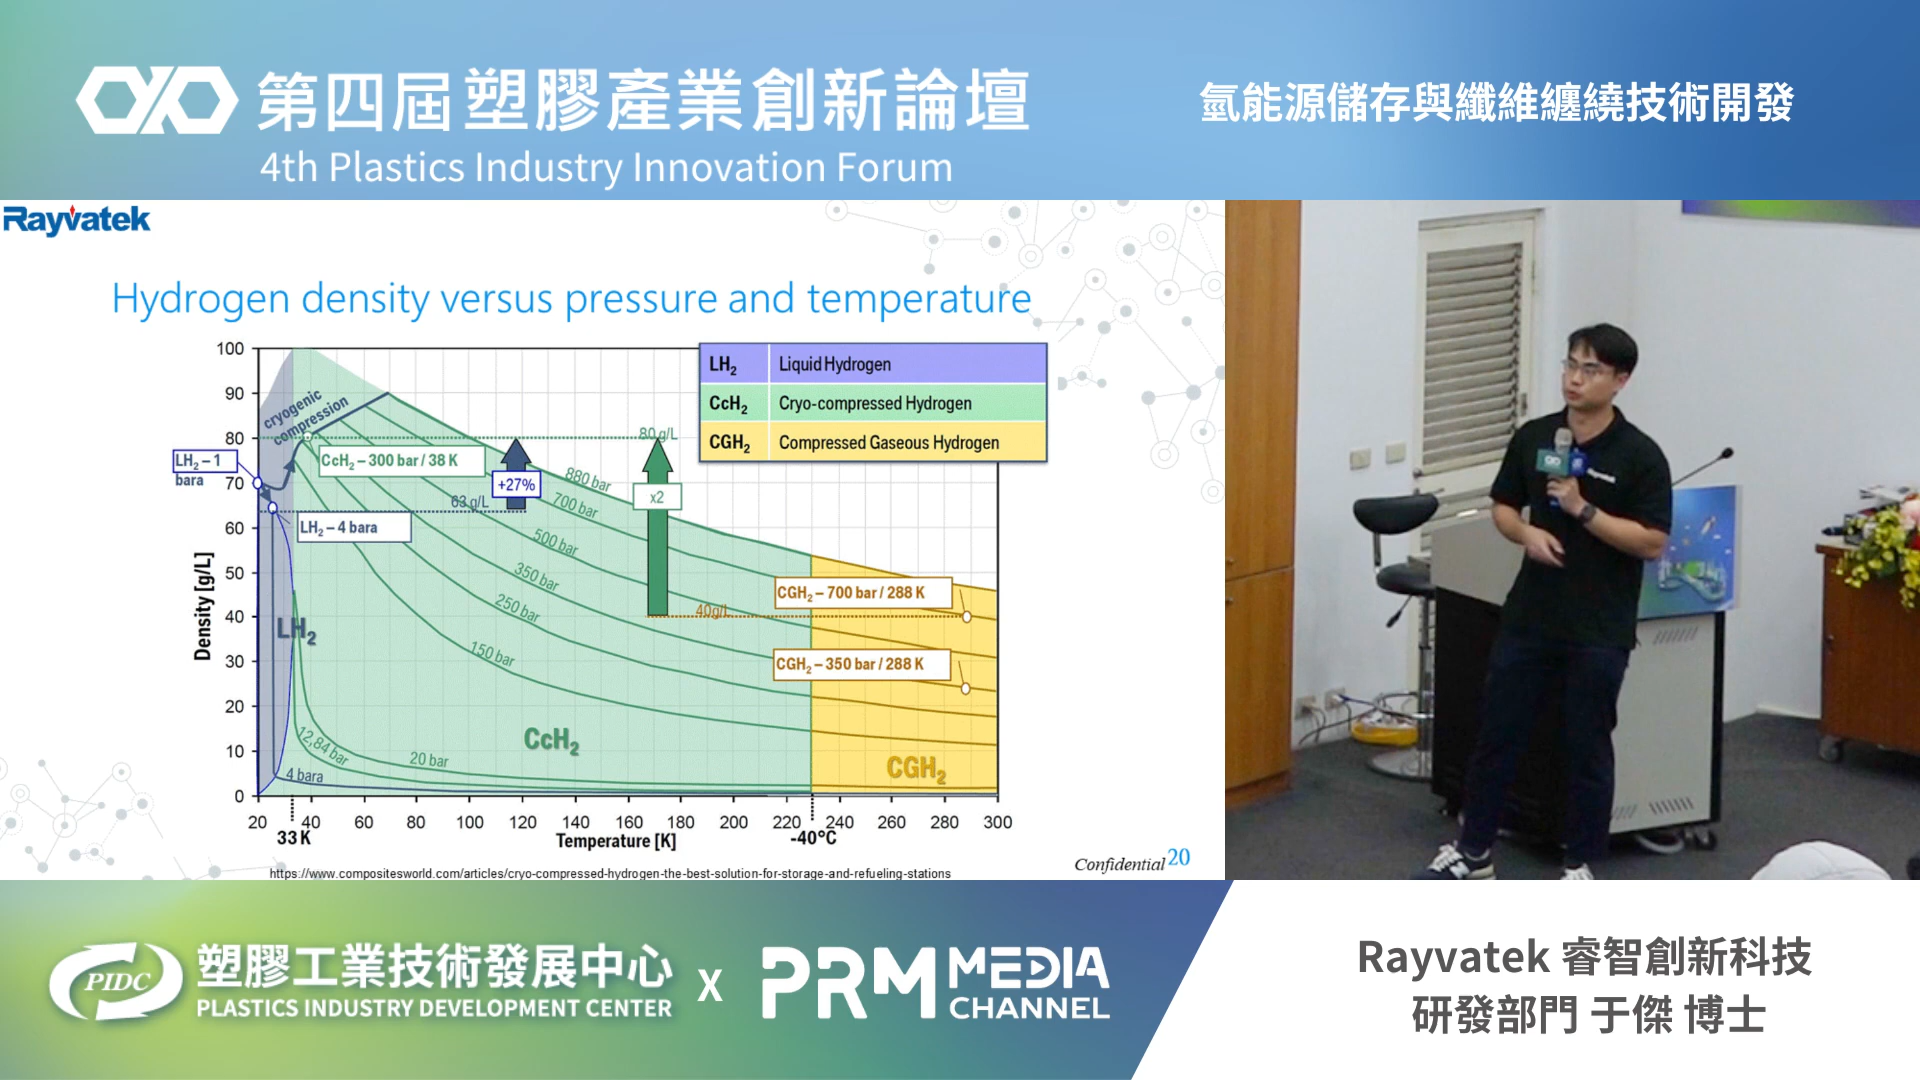 第四屆塑膠產業創新論壇
4th Plastics Industry Innovation Forum
氫能源儲存與纖維纏繞技術開發
Rayvatek
Hydrogen density versus pressure and temperature
LH2 Liquid Hydrogen
CcH2 Cryo-compressed Hydrogen
CGH2 Compressed Gaseous Hydrogen
Density [g/L]
100
90
80
70
60
50
40
30
20
10
0
cryogenic
compression
LH2 – 1
bara
CcH2 – 300 bar / 38 K
LH2 – 4 bara
63 g/L
+27%
80 g/L
x2
40g/L
880 bar
700 bar
500 bar
350 bar
250 bar
150 bar
CGH2 – 700 bar / 288 K
CGH2 – 350 bar / 288 K
LH2
CcH2
CGH2
12,84 bar
20 bar
4 bara
20 40 60 80 100 120 140 160 180 200 220 240 260 280 300
33 K
Temperature [K]
-40°C
https://www.compositesworld.com/articles/cryo-compressed-hydrogen-the-best-solution-for-storage-and-refueling-stations
Confidential 20
PIDC
塑膠工業技術發展中心
PLASTICS INDUSTRY DEVELOPMENT CENTER
x
PRM MEDIA
CHANNEL
Rayvatek 睿智創新科技
研發部門 于傑 博士